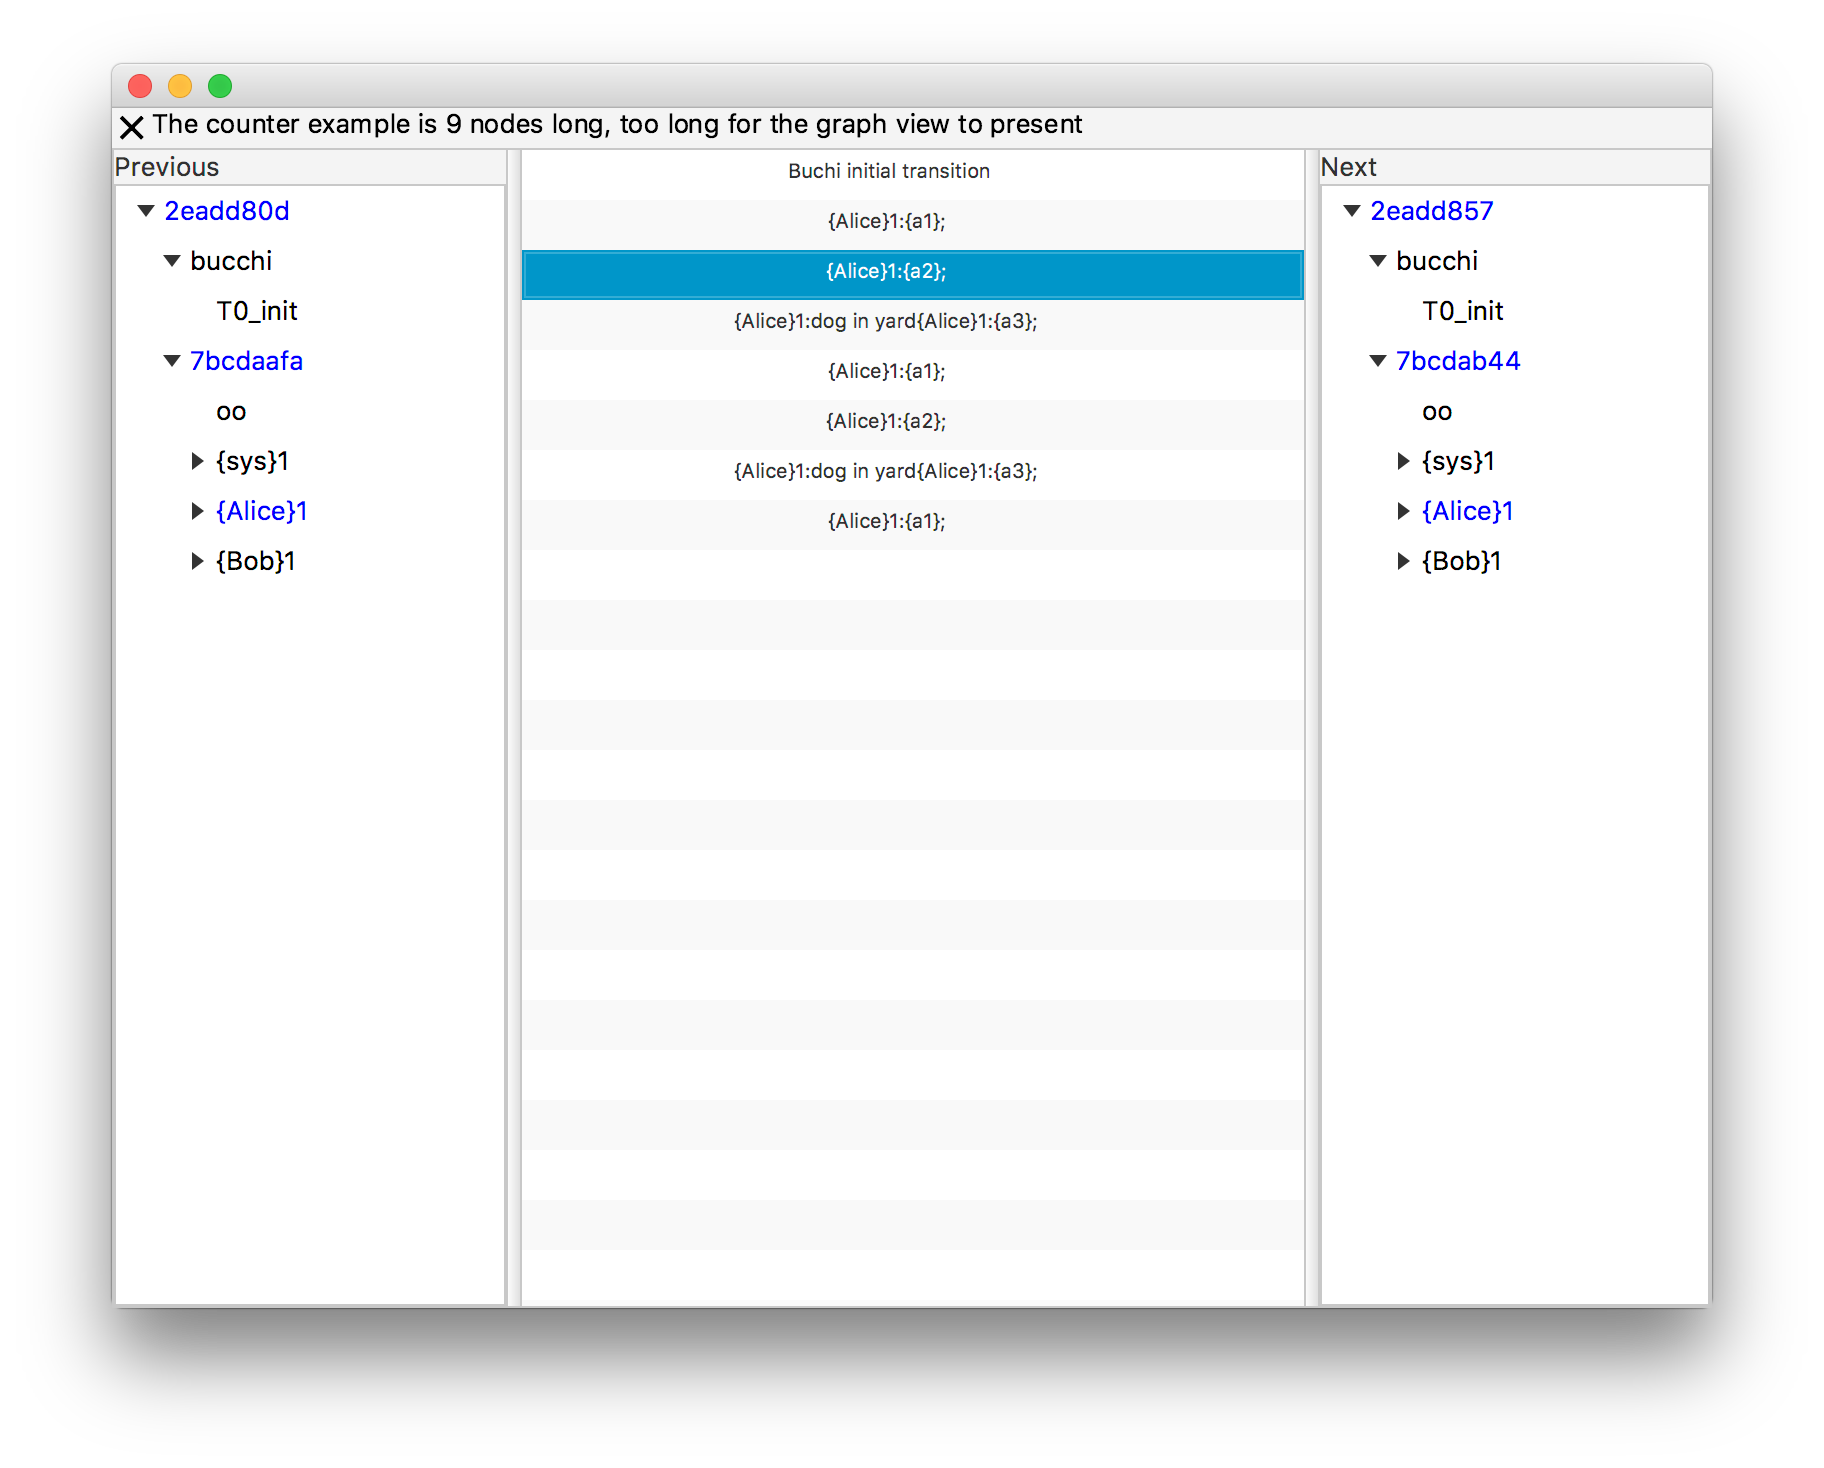 The counter example is 9 nodes long, too long for the graph view to present
Previous
2eadd80d
bucchi
T0_init
7bcdaafa
oo
{sys}1
{Alice}1
{Bob}1
Buchi initial transition
{Alice}1:{a1};
{Alice}1:{a2};
{Alice}1:dog in yard{Alice}1:{a3};
{Alice}1:{a1};
{Alice}1:{a2};
{Alice}1:dog in yard{Alice}1:{a3};
{Alice}1:{a1};
Next
2eadd857
bucchi
T0_init
7bcdab44
oo
{sys}1
{Alice}1
{Bob}1